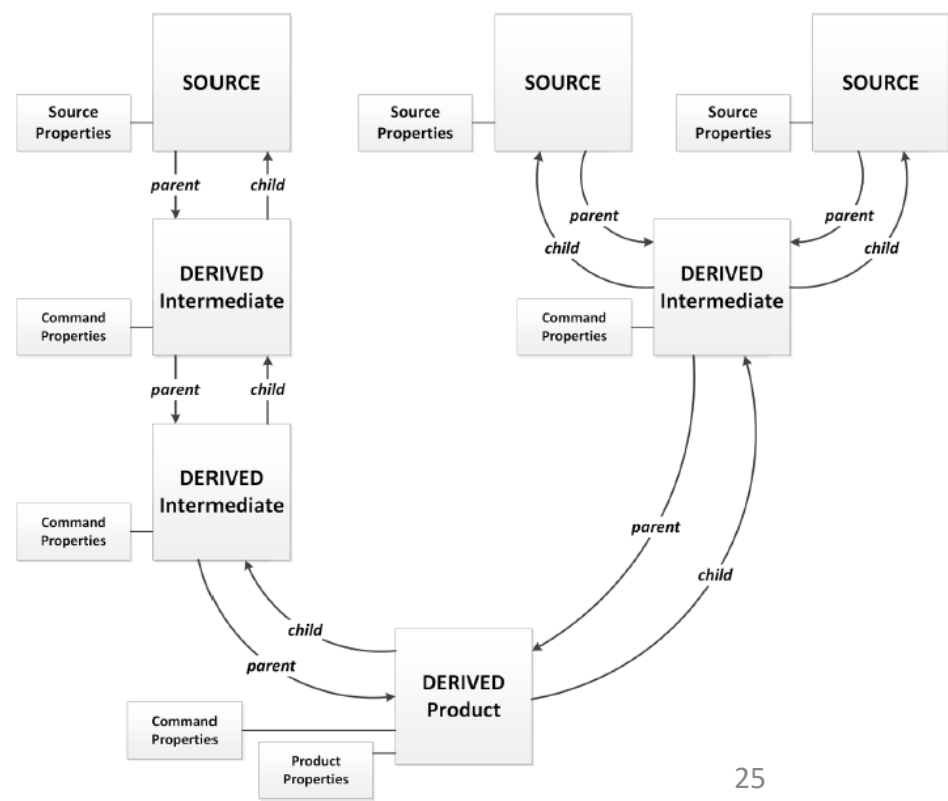 SOURCE
SOURCE
SOURCE
Source
Properties
Source
Properties
Source
Properties
parent
child
parent
child
parent
child
DERIVED
Intermediate
DERIVED
Intermediate
Command
Properties
Command
Properties
parent
child
DERIVED
Intermediate
Command
Properties
parent
child
child
parent
DERIVED
Product
Command
Properties
Product
Properties
25